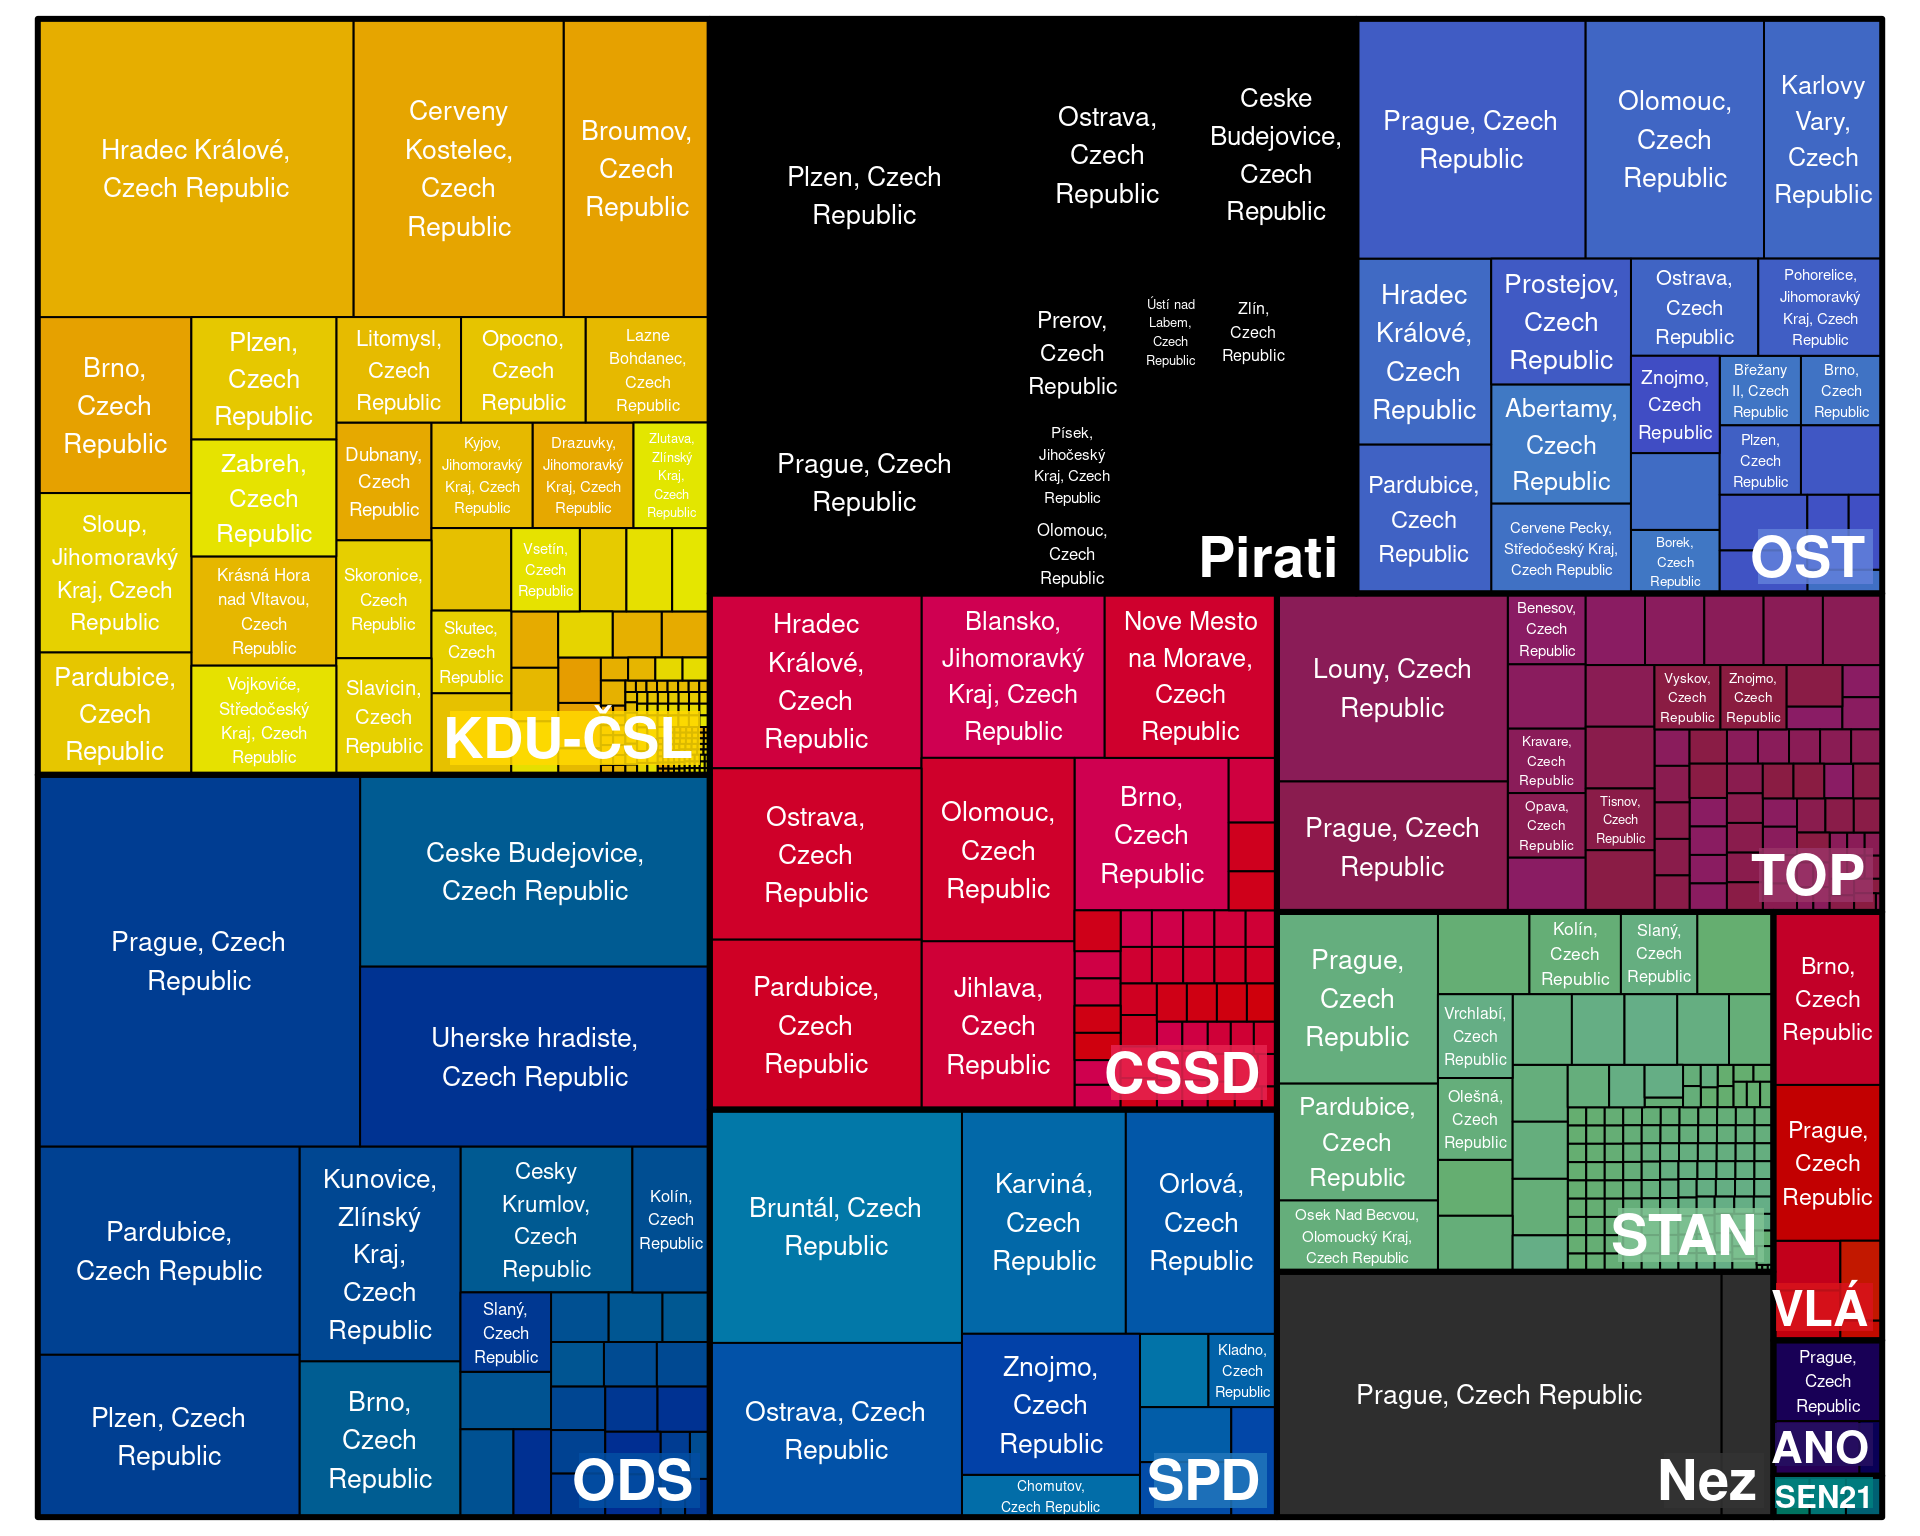 Hradec Králové,
Czech Republic
Cerveny
Kostelec,
Czech
Republic
Broumov,
Czech
Republic
Brno,
Czech
Republic
Plzen,
Czech
Republic
Litomysl,
Czech
Republic
Opocno,
Czech
Republic
Lazne
Bohdanec,
Czech
Republic
Zabreh,
Czech
Republic
Dubnany,
Czech
Republic
Kyjov,
Jihomoravký
Kraj, Czech
Republic
Drazuvky,
Jihomoravký
Kraj, Czech
Republic
Zlutava,
Zlínský
Kraj,
Czech
Republic
Sloup,
Jihomoravký
Kraj, Czech
Republic
Krásná Hora
nad Vltavou,
Czech
Republic
Skoronice,
Czech
Republic
Vsetín,
Czech
Republic
Skutec,
Czech
Republic
Pardubice,
Czech
Republic
Vojkoviće,
Středočeský
Kraj, Czech
Republic
Slavicin,
Czech
Republic
KDU-ČSL
Plzen, Czech
Republic
Ostrava,
Czech
Republic
Ceske
Budejovice,
Czech
Republic
Prague, Czech
Republic
Prerov,
Czech
Republic
Ústí nad
Labem,
Czech
Republic
Zlín,
Czech
Republic
Písek,
Jihočeský
Kraj, Czech
Republic
Olomouc,
Czech
Republic
Pirati
Prague, Czech
Republic
Olomouc,
Czech
Republic
Karlovy
Vary,
Czech
Republic
Hradec
Králové,
Czech
Republic
Prostejov,
Czech
Republic
Ostrava,
Czech
Republic
Pohorelice,
Jihomoravký
Kraj, Czech
Republic
Abertamy,
Czech
Republic
Znojmo,
Czech
Republic
Břežany
II, Czech
Republic
Brno,
Czech
Republic
Plzen,
Czech
Republic
Pardubice,
Czech
Republic
Cervene Pecky,
Středočeský Kraj,
Czech Republic
Borek,
Czech
Republic
OST
Prague, Czech
Republic
Ceske Budejovice,
Czech Republic
Uherske hradiste,
Czech Republic
Pardubice,
Czech Republic
Kunovice,
Zlínský
Kraj,
Czech
Republic
Cesky
Krumlov,
Czech
Republic
Kolín,
Czech
Republic
Slaný,
Czech
Republic
Plzen, Czech
Republic
Brno,
Czech
Republic
ODS
Hradec
Králové,
Czech
Republic
Blansko,
Jihomoravký
Kraj, Czech
Republic
Nove Mesto
na Morave,
Czech
Republic
Ostrava,
Czech
Republic
Olomouc,
Czech
Republic
Brno,
Czech
Republic
Pardubice,
Czech
Republic
Jihlava,
Czech
Republic
CSSD
Bruntál, Czech
Republic
Karviná,
Czech
Republic
Orlová,
Czech
Republic
Ostrava, Czech
Republic
Znojmo,
Czech
Republic
Kladno,
Czech
Republic
Chomutov,
Czech Republic
SPD
Louny, Czech
Republic
Benesov,
Czech
Republic
Vyskov,
Czech
Republic
Znojmo,
Czech
Republic
Kravare,
Czech
Republic
Prague, Czech
Republic
Opava,
Czech
Republic
Tisnov,
Czech
Republic
TOP
Prague,
Czech
Republic
Kolín,
Czech
Republic
Slaný,
Czech
Republic
Vrchlabí,
Czech
Republic
Pardubice,
Czech
Republic
Olešná,
Czech
Republic
Osek Nad Becvou,
Olomoucký Kraj,
Czech Republic
STAN
Brno,
Czech
Republic
Prague,
Czech
Republic
VLÁ
Prague, Czech Republic
Nez
Prague,
Czech
Republic
ANO
SEN21